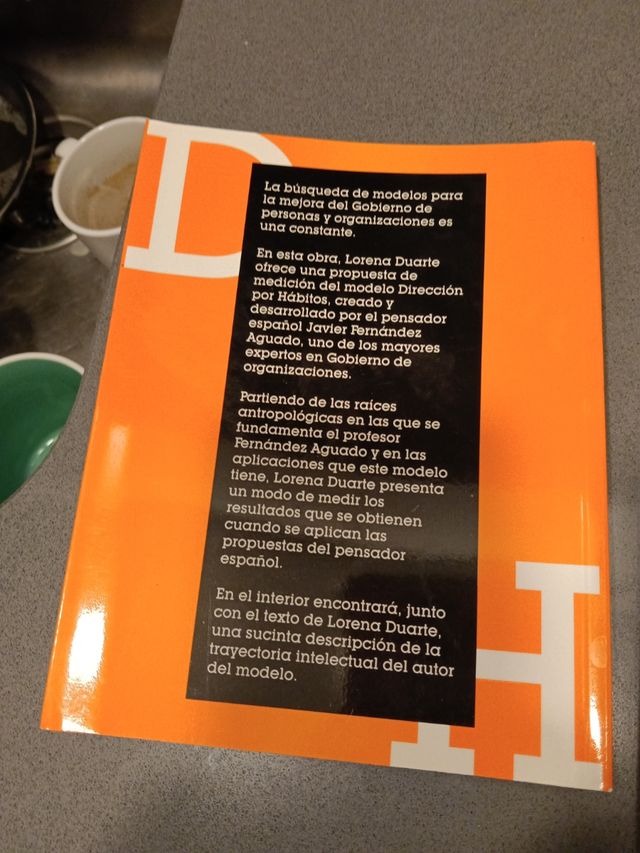 D
La búsqueda de modelos para
la mejora del Gobierno de
personas y organizaciones es
una constante.
En esta obra, Lorena Duarte
ofrece una propuesta de
medición del modelo Dirección
por Hábitos, creado y
desarrollado por el pensador
español Javier Fernández
Aguado, uno de los mayores
expertos en Gobierno de
organizaciones.
Partiendo de las raíces
antropológicas en las que se
fundamenta el profesor
Fernández Aguado y en las
aplicaciones que este modelo
tiene, Lorena Duarte presenta
un modo de medir los
resultados que se obtienen
cuando se aplican las
propuestas del pensador
español.
En el interior encontrará, junto
con el texto de Lorena Duarte,
una sucinta descripción de la
trayectoria intelectual del autor
del modelo.
H